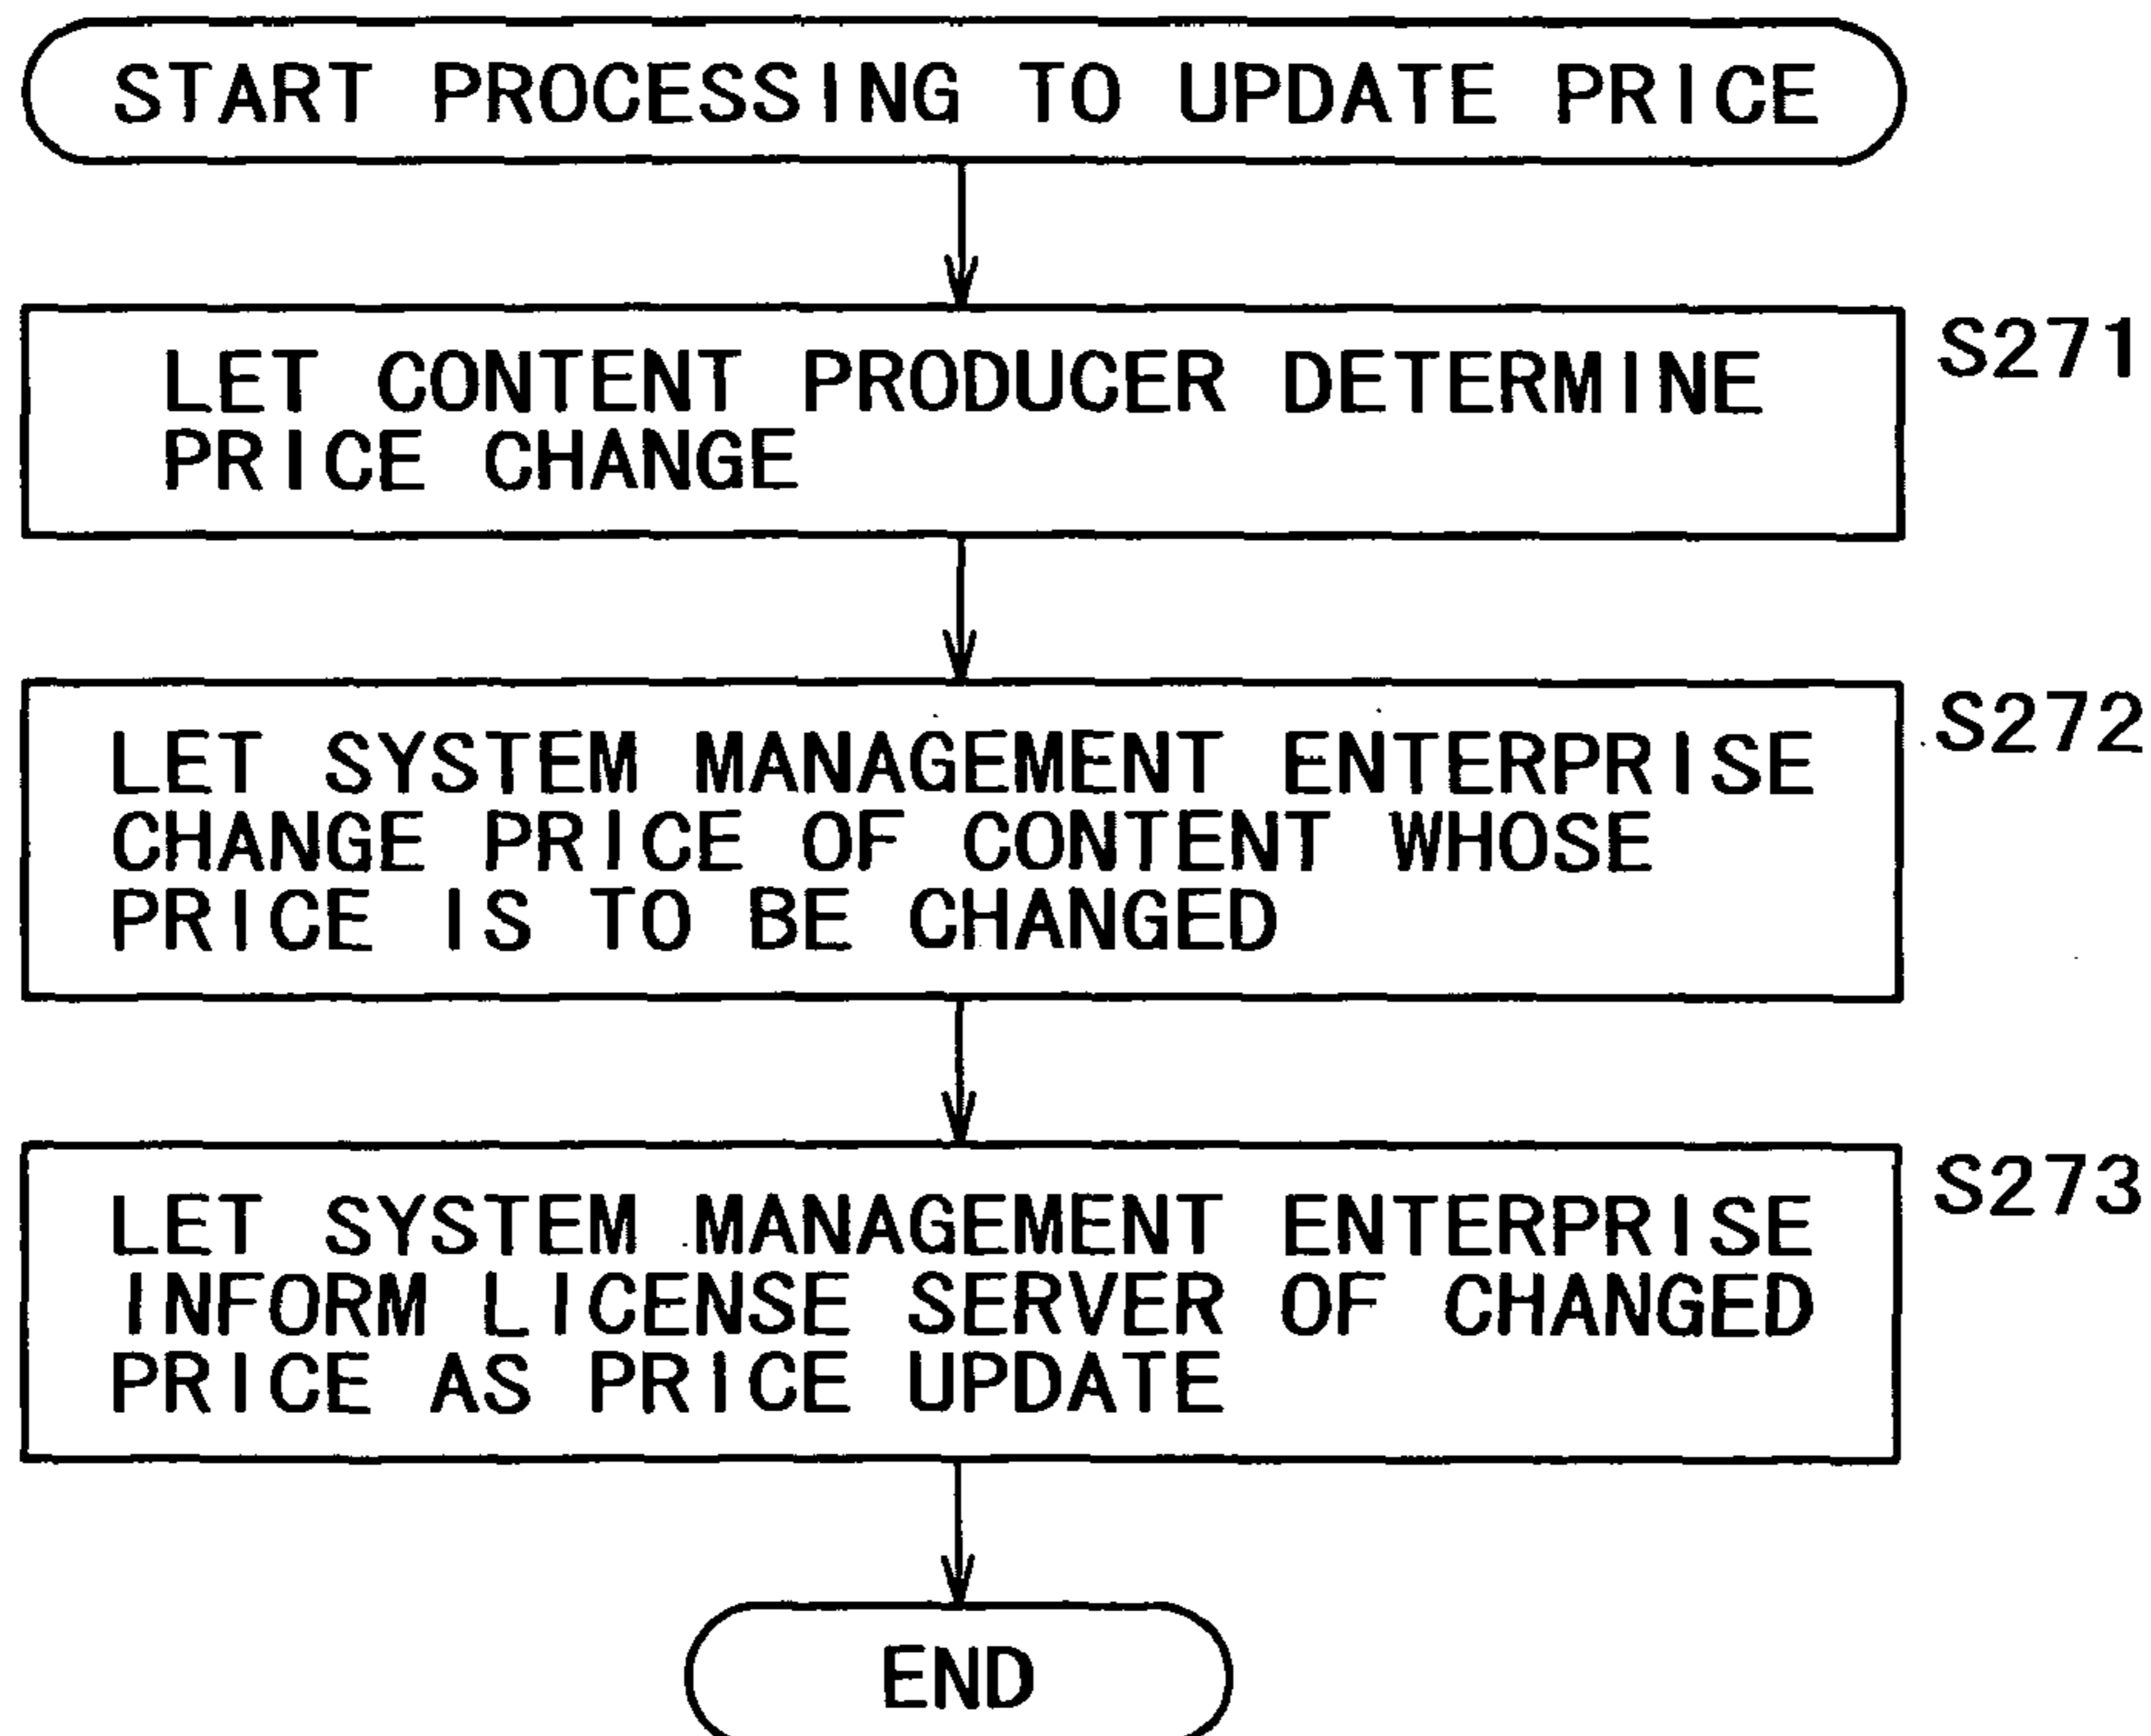 START PROCESSING TO UPDATE PRICE
LET CONTENT PRODUCER DETERMINE
PRICE CHANGE
S271
LET SYSTEM MANAGEMENT ENTERPRISE
CHANGE PRICE OF CONTENT WHOSE
PRICE IS TO BE CHANGED
S272
LET SYSTEM MANAGEMENT ENTERPRISE
INFORM LICENSE SERVER OF CHANGED
PRICE AS PRICE UPDATE
S273
END